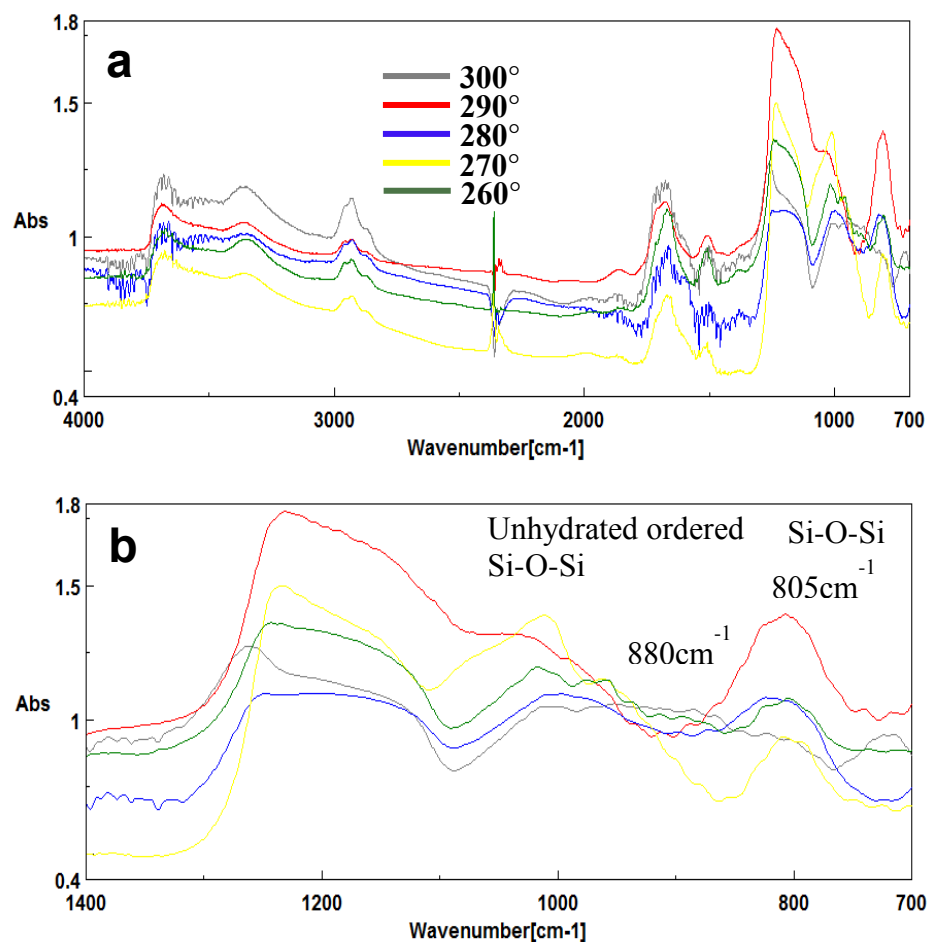 1.8
a
300°
290°
280°
270°
260°
1.5
Abs
1
0.4
4000
3000
2000
1000
700
Wavenumber[cm-1]
1.8
b
Unhydrated ordered
Si-O-Si
Si-O-Si
805cm-1
880cm-1
1.5
Abs
1
0.4
1400
1200
1000
800
700
Wavenumber[cm-1]